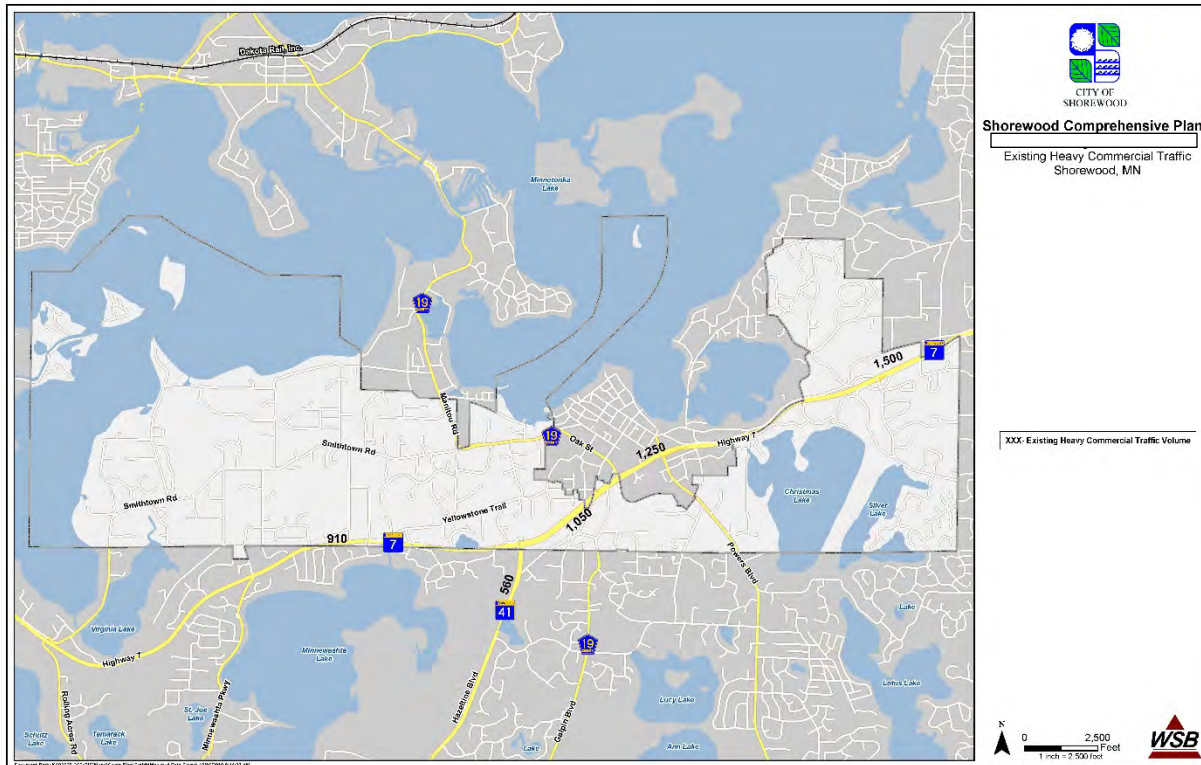 Dakota Rail, Inc.
Minnetonka
Lake
19
1,500
7
Manitou Rd
19
Oak St
Smithtown Rd
1,250
Highway 7
Christmas
Lake
Silver
Lake
Smithtown Rd
Yellowstone Trail
1,050
910
7
Powers Blvd
560
41
Virginia Lake
Highway 7
Minnewashta
Lake
19
Lake
Lotus Lake
Lucy Lake
Hazeltine Blvd
Galpin Blvd
St. Joe
Lake
Minnewashta Pkwy
Rolling Acres Rd
Schutz
Lake
Tamarack
Lake
Lake
Ann Lake
CITY OF
SHOREWOOD
Shorewood Comprehensive Plan
Existing Heavy Commercial Traffic
Shorewood, MN
XXX- Existing Heavy Commercial Traffic Volume
N
0 2,500
Feet
1 inch = 2,500 feet
WSB